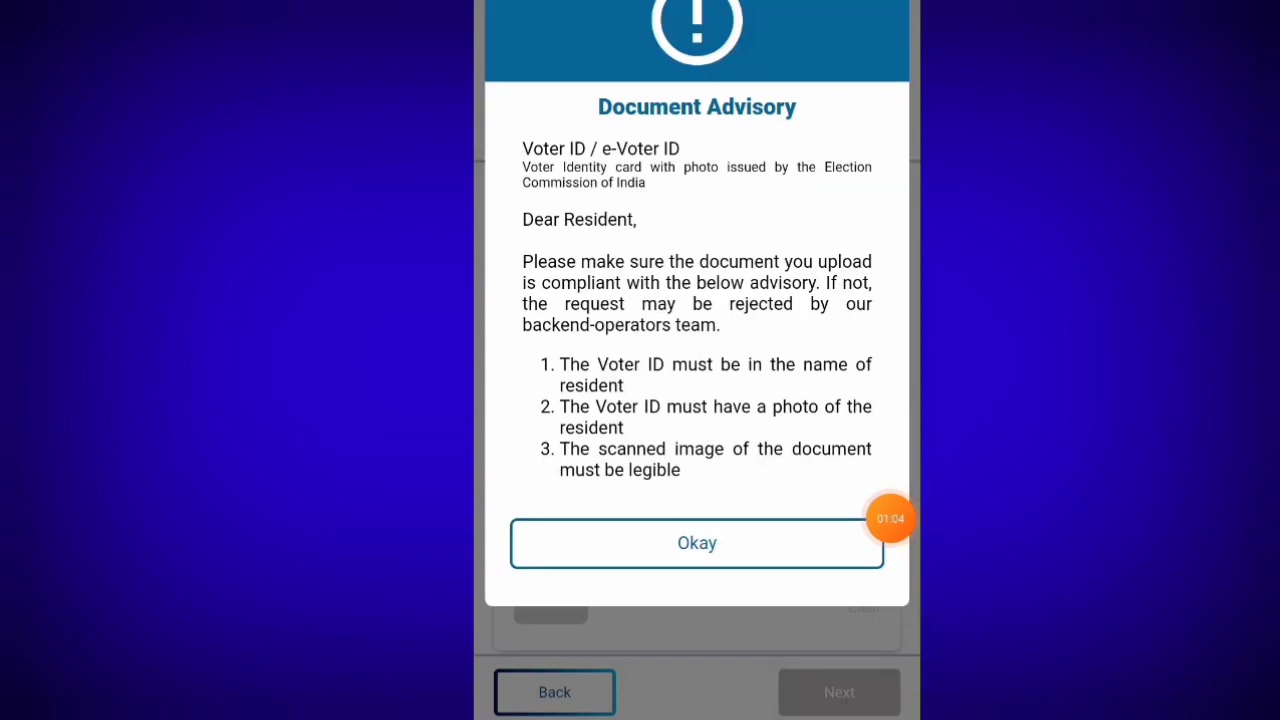 Document Advisory
Voter ID / e-Voter ID
Voter Identity card with photo issued by the Election
Commission of India
Dear Resident,
Please make sure the document you upload
is compliant with the below advisory. If not,
the request may be rejected by our
backend-operators team.
1. The Voter ID must be in the name of
resident
2. The Voter ID must have a photo of the
resident
3. The scanned image of the document
must be legible
01:04
Okay
Clear
Back
Next